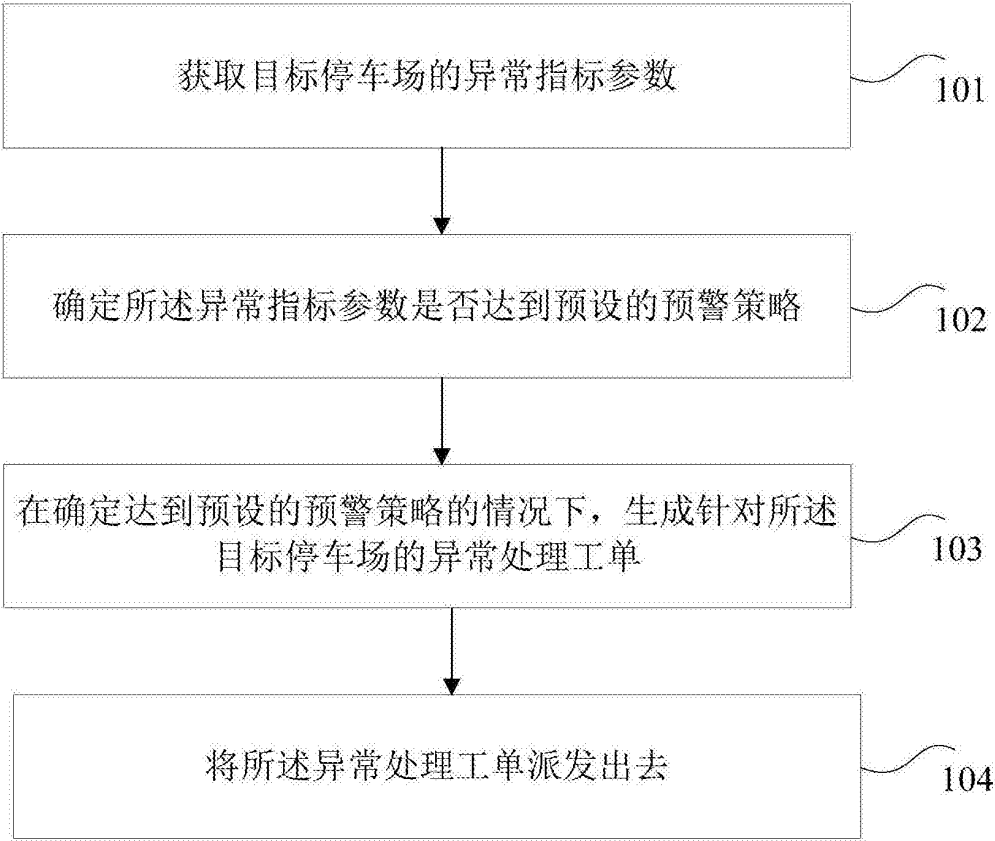 获取目标停车场的异常指标参数
101
确定所述异常指标参数是否达到预设的预警策略
102
在确定达到预设的预警策略的情况下，生成针对所述
目标停车场的异常处理工单
103
将所述异常处理工单派发出去
104